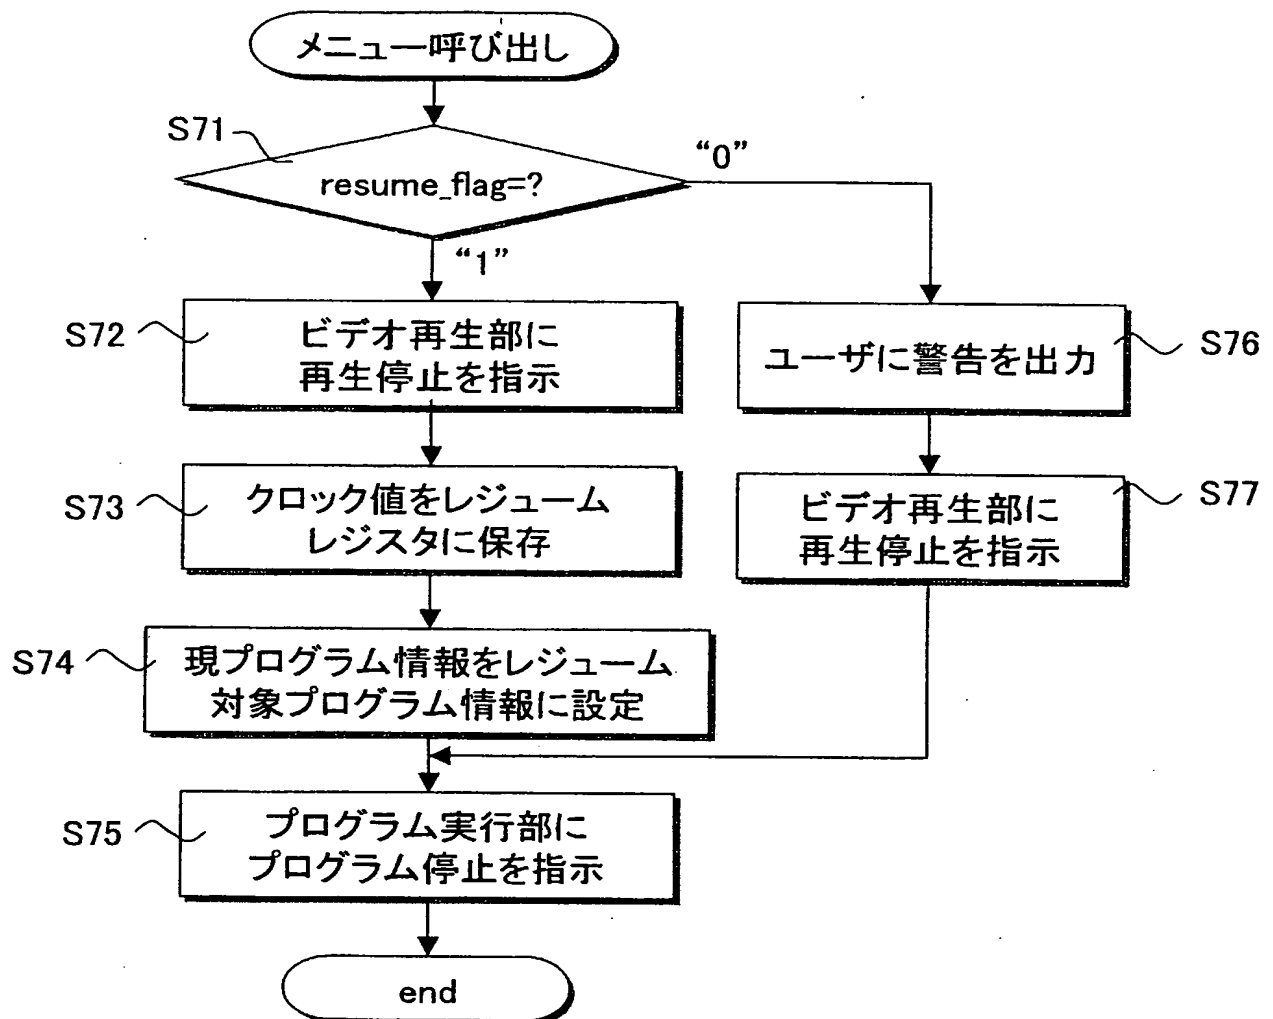 メニュー呼び出し
S71
resume_flag=?
“0”
“1”
S72
ビデオ再生部に
再生停止を指示
S76
ユーザに警告を出力
S73
クロック値をレジューム
レジスタに保存
S77
ビデオ再生部に
再生停止を指示
S74
現プログラム情報をレジューム
対象プログラム情報に設定
S75
プログラム実行部に
プログラム停止を指示
end